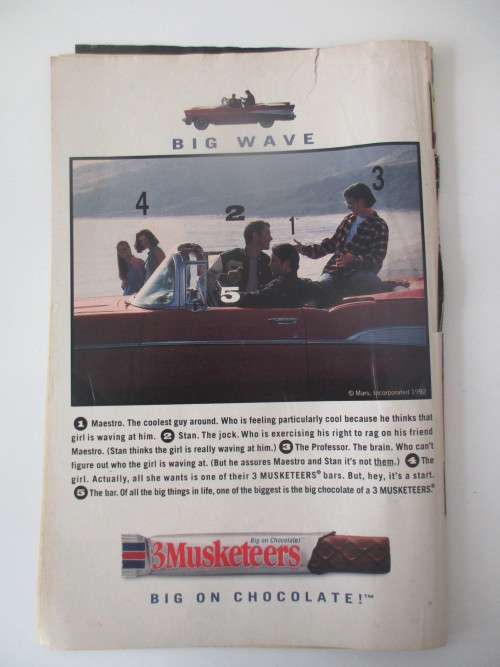 BIG WAVE
4
3
2
1
5
© Mars, Incorporated 1992
1 Maestro. The coolest guy around. Who is feeling particularly cool because he thinks that
girl is waving at him. 2 Stan. The jock. Who is exercising his right to rag on his friend
Maestro. (Stan thinks the girl is really waving at him.) 3 The Professor. The brain. Who can't
figure out who the girl is waving at. (But he assures Maestro and Stan it's not them.) 4 The
girl. Actually, all she wants is one of their 3 MUSKETEERS® bars. But, hey, it's a start.
5 The bar. Of all the big things in life, one of the biggest is the big chocolate of a 3 MUSKETEERS.®
Big on Chocolate!
3Musketeers
BIG ON CHOCOLATE!™